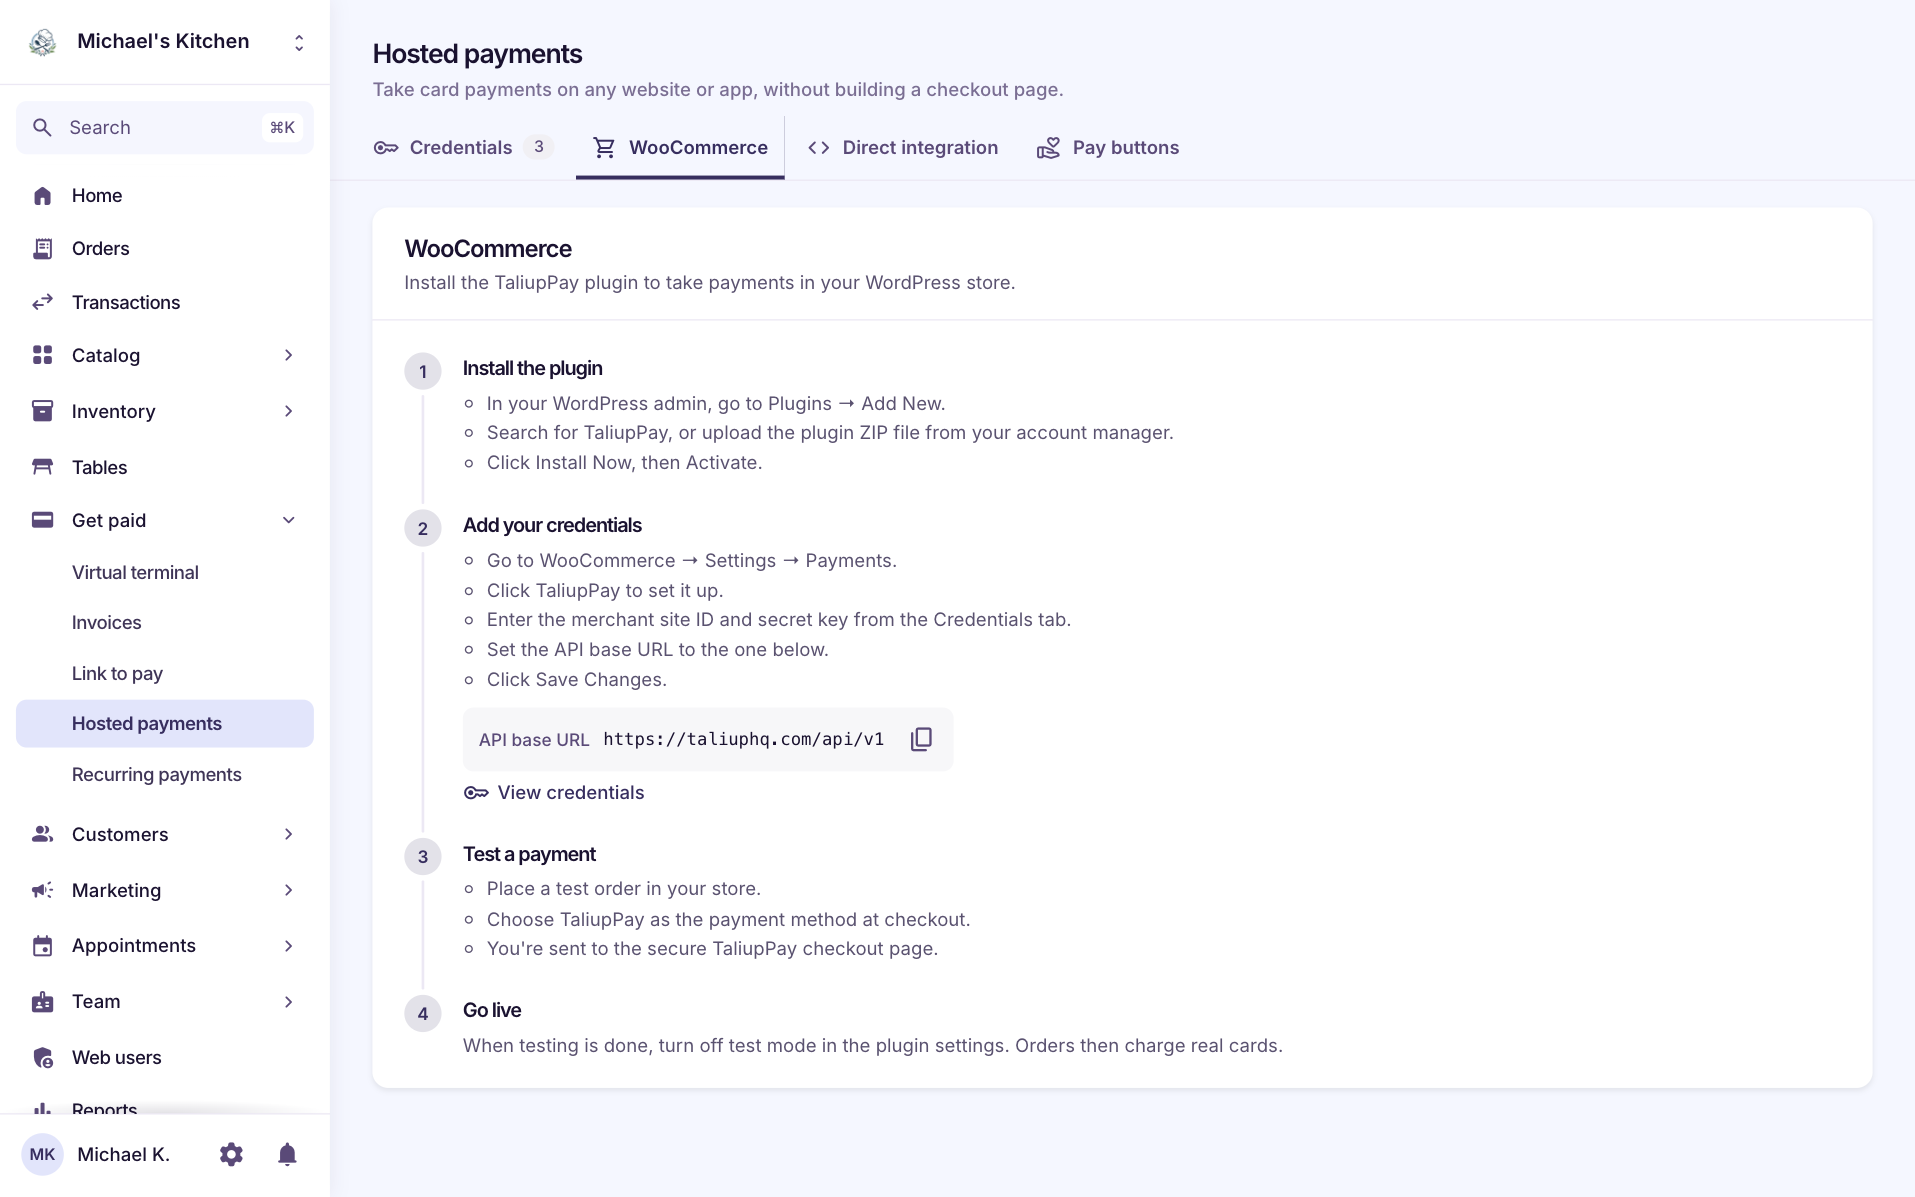 Michael's Kitchen
Search
⌘K
Home
Orders
Transactions
Catalog
Inventory
Tables
Get paid
Virtual terminal
Invoices
Link to pay
Hosted payments
Recurring payments
Customers
Marketing
Appointments
Team
Web users
Reports
MK
Michael K.
Hosted payments
Take card payments on any website or app, without building a checkout page.
Credentials 3
WooCommerce
Direct integration
Pay buttons
WooCommerce
Install the TaliupPay plugin to take payments in your WordPress store.
1
Install the plugin
In your WordPress admin, go to Plugins → Add New.
Search for TaliupPay, or upload the plugin ZIP file from your account manager.
Click Install Now, then Activate.
2
Add your credentials
Go to WooCommerce → Settings → Payments.
Click TaliupPay to set it up.
Enter the merchant site ID and secret key from the Credentials tab.
Set the API base URL to the one below.
Click Save Changes.
API base URL https://taliuphq.com/api/v1
View credentials
3
Test a payment
Place a test order in your store.
Choose TaliupPay as the payment method at checkout.
You're sent to the secure TaliupPay checkout page.
4
Go live
When testing is done, turn off test mode in the plugin settings. Orders then charge real cards.